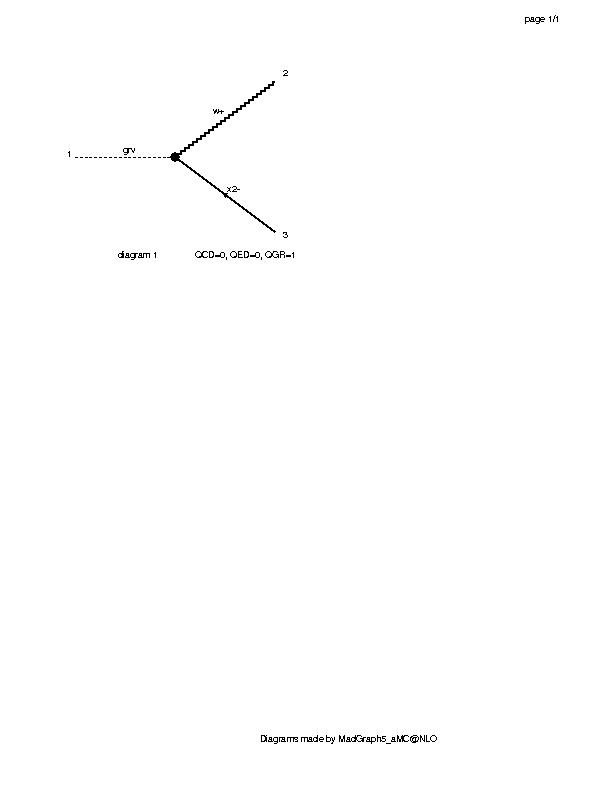 page 1/1
2
w+
1
grv
x2-
3
diagram 1 QCD=0, QED=0, QGR=1
Diagrams made by MadGraph5_aMC@NLO